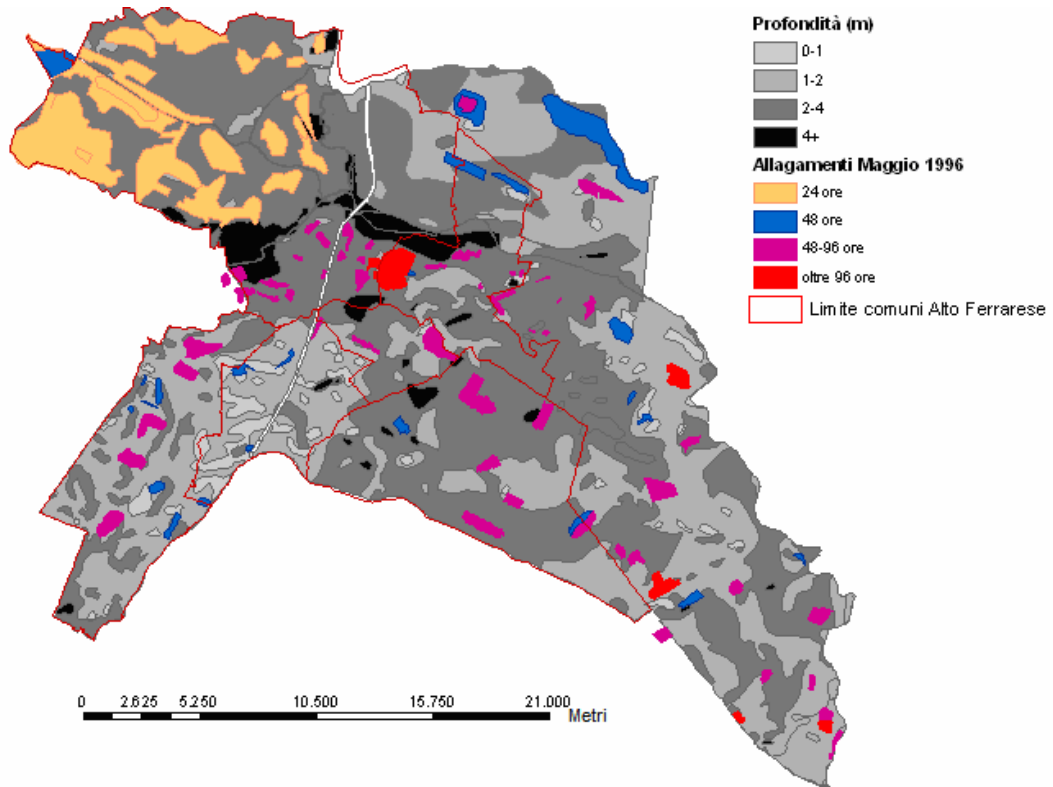 Profondità (m)
0-1
1-2
2-4
4+
Allagamenti Maggio 1996
24 ore
48 ore
48-96 ore
oltre 96 ore
Limite comuni Alto Ferrarese
0 2.625 5.250 10.500 15.750 21.000
Metri